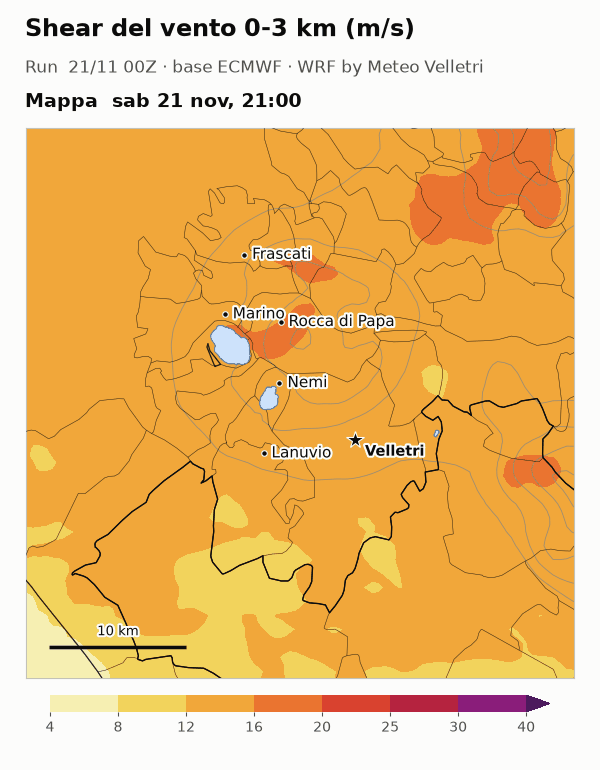 Shear del vento 0-3 km (m/s)
Run  21/11 00Z · base ECMWF · WRF by Meteo Velletri
Mappa  sab 21 nov, 21:00
Frascati
Marino
Rocca di Papa
Nemi
Velletri
Lanuvio
10 km
4 8 12 16 20 25 30 40